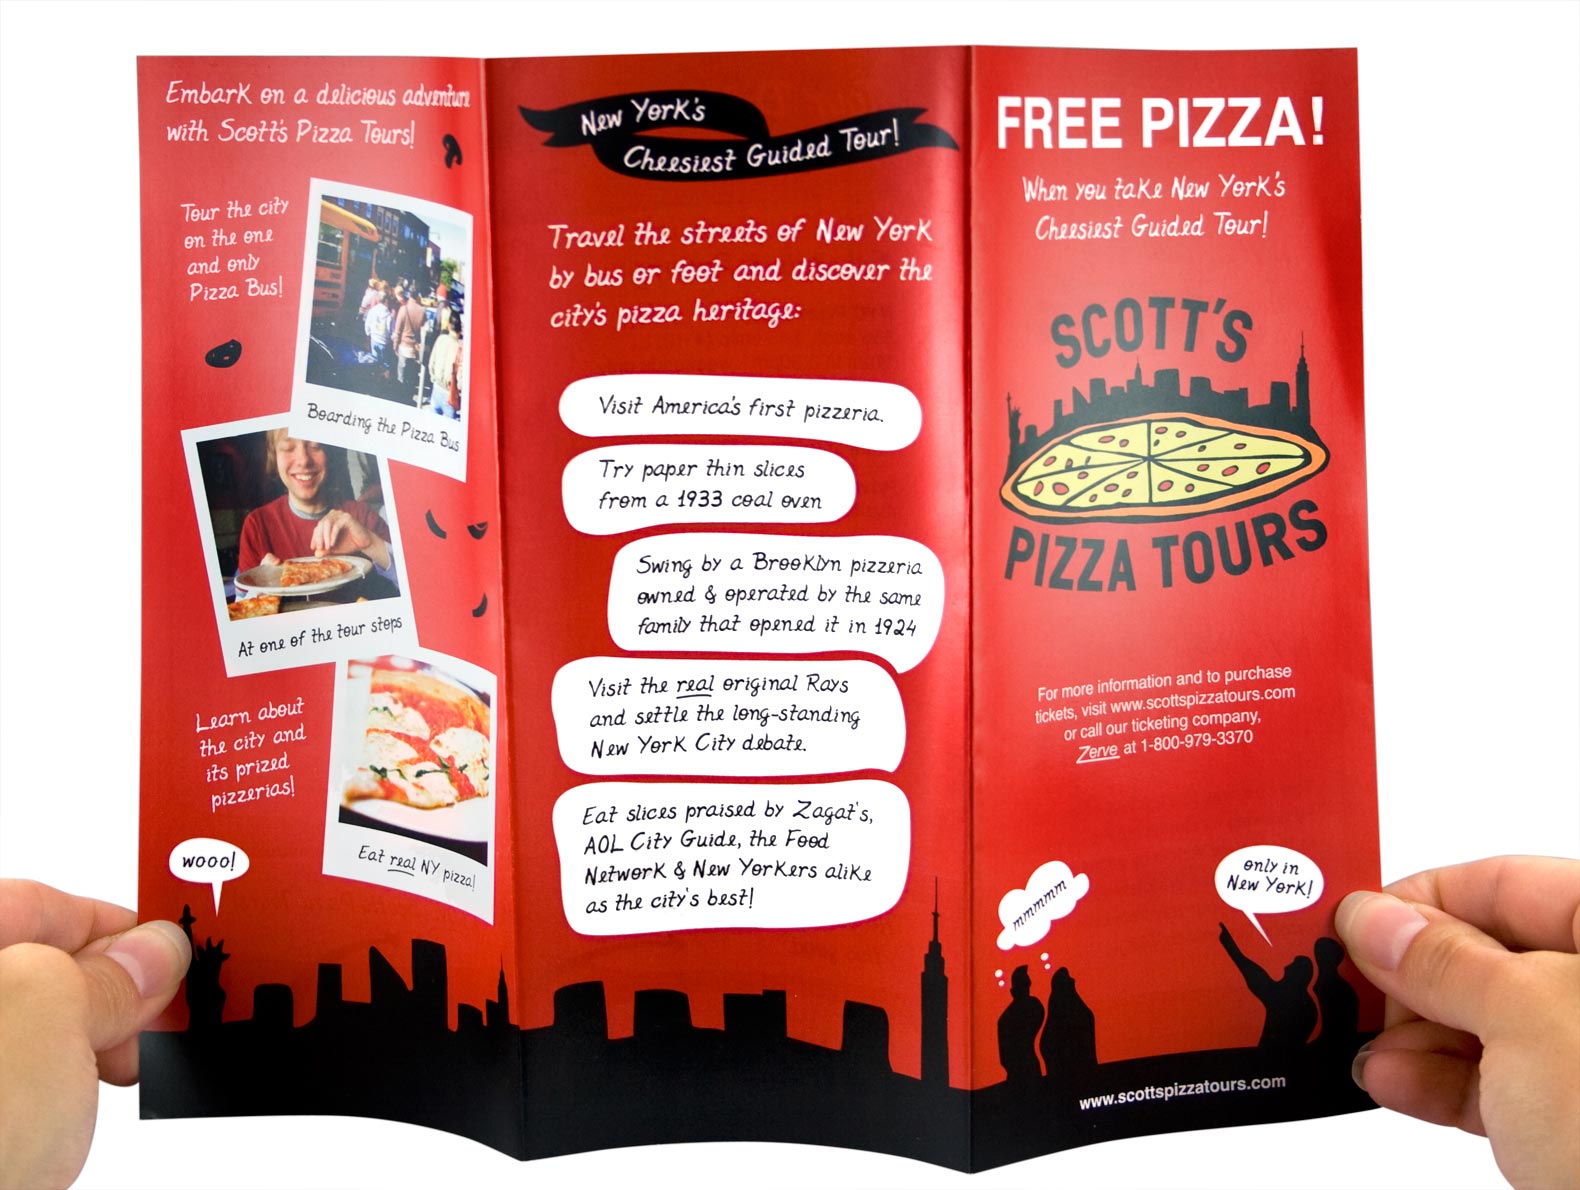 Embark on a delicious adventure
with Scott's Pizza Tours!
Tour the city
on the one
and only
Pizza Bus!
Boarding the Pizza Bus
At one of the tour stops
Learn about
the city and
its prized
pizzerias!
Eat real NY pizza!
wooo!
New York's
Cheesiest Guided Tour!
Travel the streets of New York
by bus or foot and discover the
city's pizza heritage:
Visit America's first pizzeria.
Try paper thin slices
from a 1933 coal oven
Swing by a Brooklyn pizzeria
owned & operated by the same
family that opened it in 1924
Visit the real original Rays
and settle the long-standing
New York City debate.
Eat slices praised by Zagat's,
AOL City Guide, the Food
Network & New Yorkers alike
as the city's best!
FREE PIZZA!
When you take New York's
Cheesiest Guided Tour!
SCOTT'S
PIZZA TOURS
For more information and to purchase
tickets, visit www.scottspizzatours.com
or call our ticketing company,
Zerve at 1-800-979-3370
mmmmm
only in
New York!
www.scottspizzatours.com